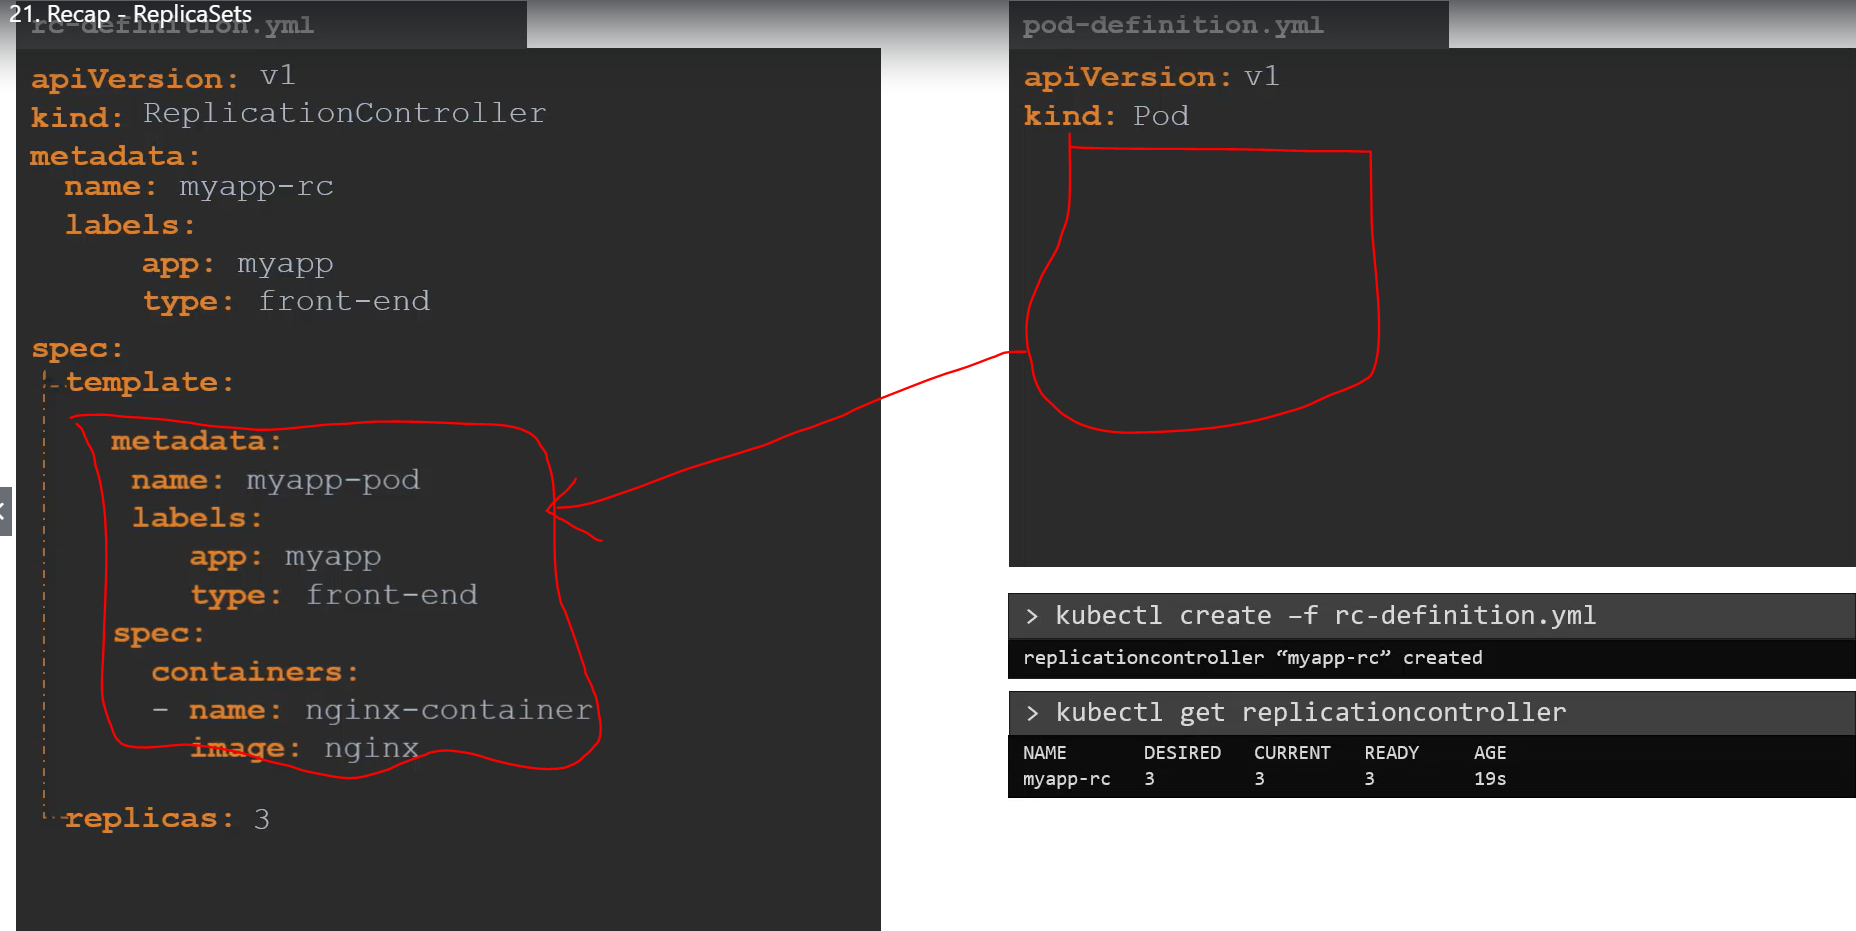 21. Recap - ReplicaSets
rc-definition.yml
apiVersion: v1
kind: ReplicationController
metadata:
name: myapp-rc
labels:
app: myapp
type: front-end
spec:
template:
metadata:
name: myapp-pod
labels:
app: myapp
type: front-end
spec:
containers:
- name: nginx-container
image: nginx
replicas: 3
pod-definition.yml
apiVersion: v1
kind: Pod
> kubectl create –f rc-definition.yml
replicationcontroller “myapp-rc” created
> kubectl get replicationcontroller
NAME DESIRED CURRENT READY AGE
myapp-rc 3 3 3 19s